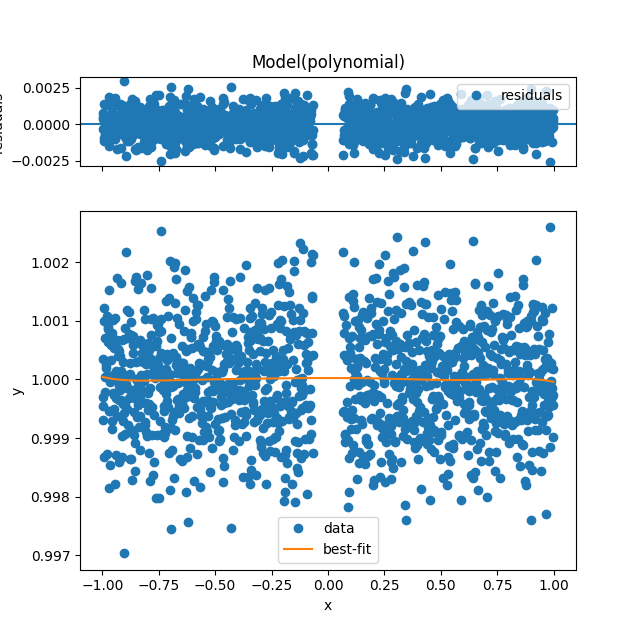 Model(polynomial)
0.0025
0.0000
−0.0025
residuals
residuals
1.002
1.001
1.000
0.999
0.998
0.997
y
data
best-fit
−1.00 −0.75 −0.50 −0.25 0.00 0.25 0.50 0.75 1.00
x